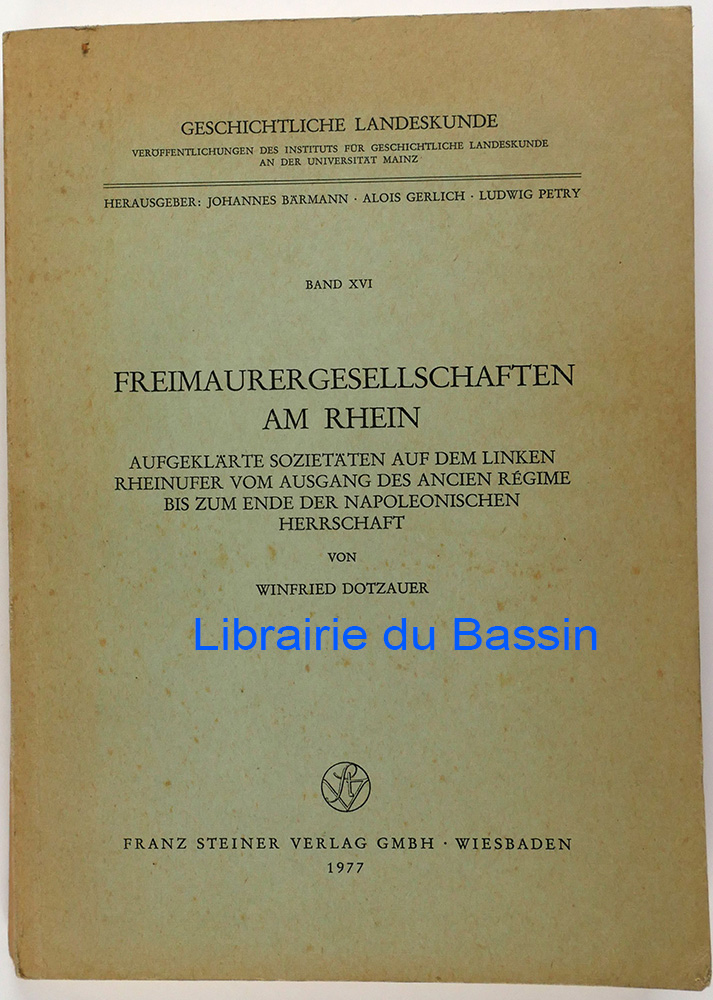 GESCHICHTLICHE LANDESKUNDE
VERÖFFENTLICHUNGEN DES INSTITUTS FÜR GESCHICHTLICHE LANDESKUNDE
AN DER UNIVERSITÄT MAINZ
HERAUSGEBER: JOHANNES BÄRMANN · ALOIS GERLICH · LUDWIG PETRY
BAND XVI
FREIMAURERGESELLSCHAFTEN
AM RHEIN
AUFGEKLÄRTE SOZIETÄTEN AUF DEM LINKEN
RHEINUFER VOM AUSGANG DES ANCIEN RÉGIME
BIS ZUM ENDE DER NAPOLEONISCHEN
HERRSCHAFT
VON
WINFRIED DOTZAUER
Librairie du Bassin
FRANZ STEINER VERLAG GMBH · WIESBADEN
1977